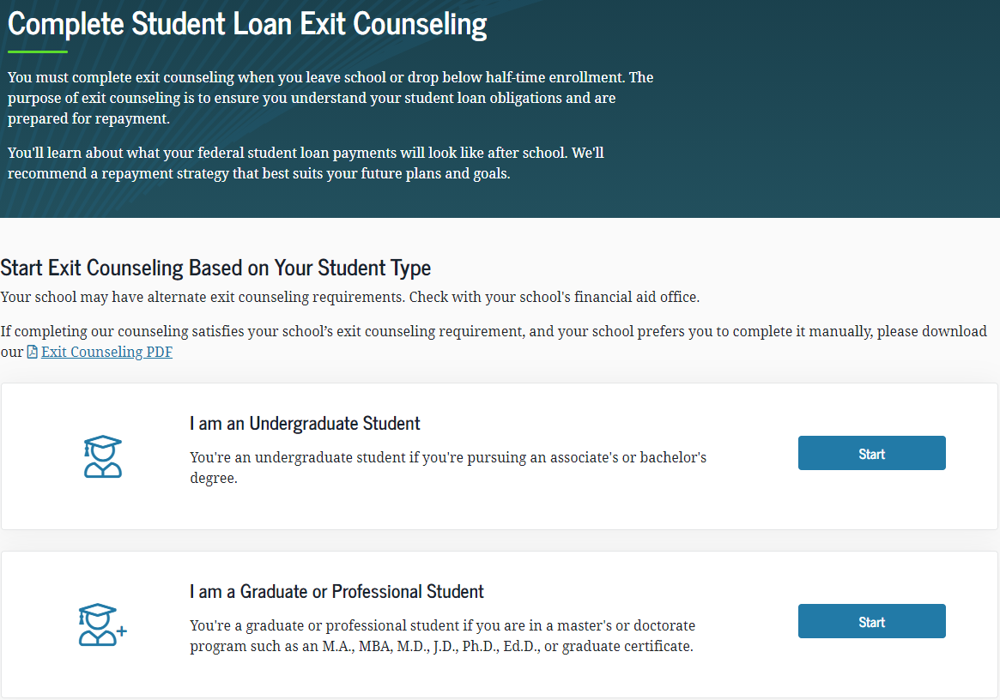 Complete Student Loan Exit Counseling
You must complete exit counseling when you leave school or drop below half-time enrollment. The
purpose of exit counseling is to ensure you understand your student loan obligations and are
prepared for repayment.
You'll learn about what your federal student loan payments will look like after school. We'll
recommend a repayment strategy that best suits your future plans and goals.
Start Exit Counseling Based on Your Student Type
Your school may have alternate exit counseling requirements. Check with your school's financial aid office.
If completing our counseling satisfies your school’s exit counseling requirement, and your school prefers you to complete it manually, please download
our Exit Counseling PDF
I am an Undergraduate Student
You're an undergraduate student if you're pursuing an associate's or bachelor's
degree.
Start
I am a Graduate or Professional Student
You're a graduate or professional student if you are in a master's or doctorate
program such as an M.A., MBA, M.D., J.D., Ph.D., Ed.D., or graduate certificate.
Start